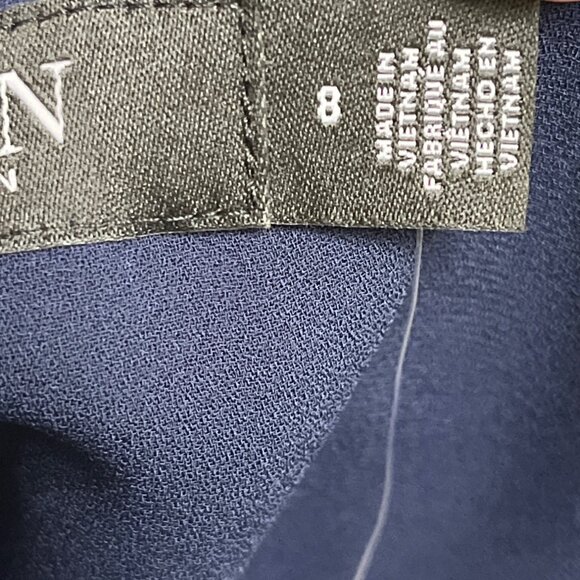 N
8
MADE IN
VIETNAM
FABRIQUÉ AU
VIETNAM
HECHO EN
VIETNAM